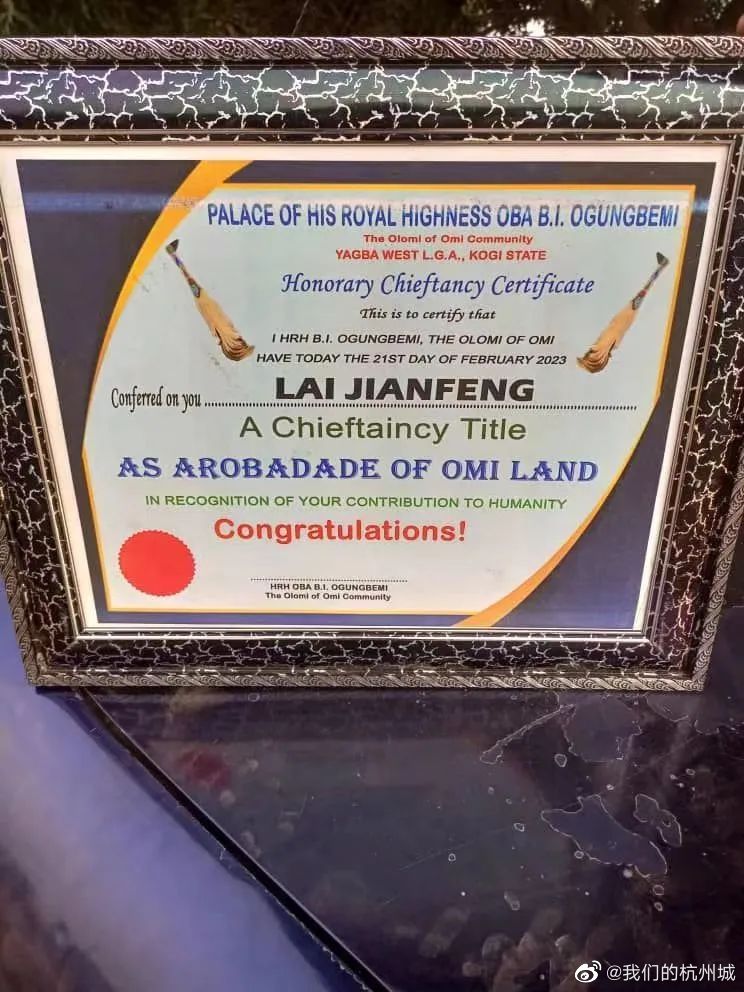 PALACE OF HIS ROYAL HIGHNESS OBA B.I. OGUNGBEMI
The Olomi of Omi Community
YAGBA WEST L.G.A., KOGI STATE
Honorary Chieftancy Certificate
This is to certify that
I HRH B.I. OGUNGBEMI, THE OLOMI OF OMI
HAVE TODAY THE 21ST DAY OF FEBRUARY 2023
Conferred on you LAI JIANFENG
A Chieftaincy Title
AS AROBADADE OF OMI LAND
IN RECOGNITION OF YOUR CONTRIBUTION TO HUMANITY
Congratulations!
HRH OBA B.I. OGUNGBEMI
The Olomi of Omi Community
@我们的杭州城